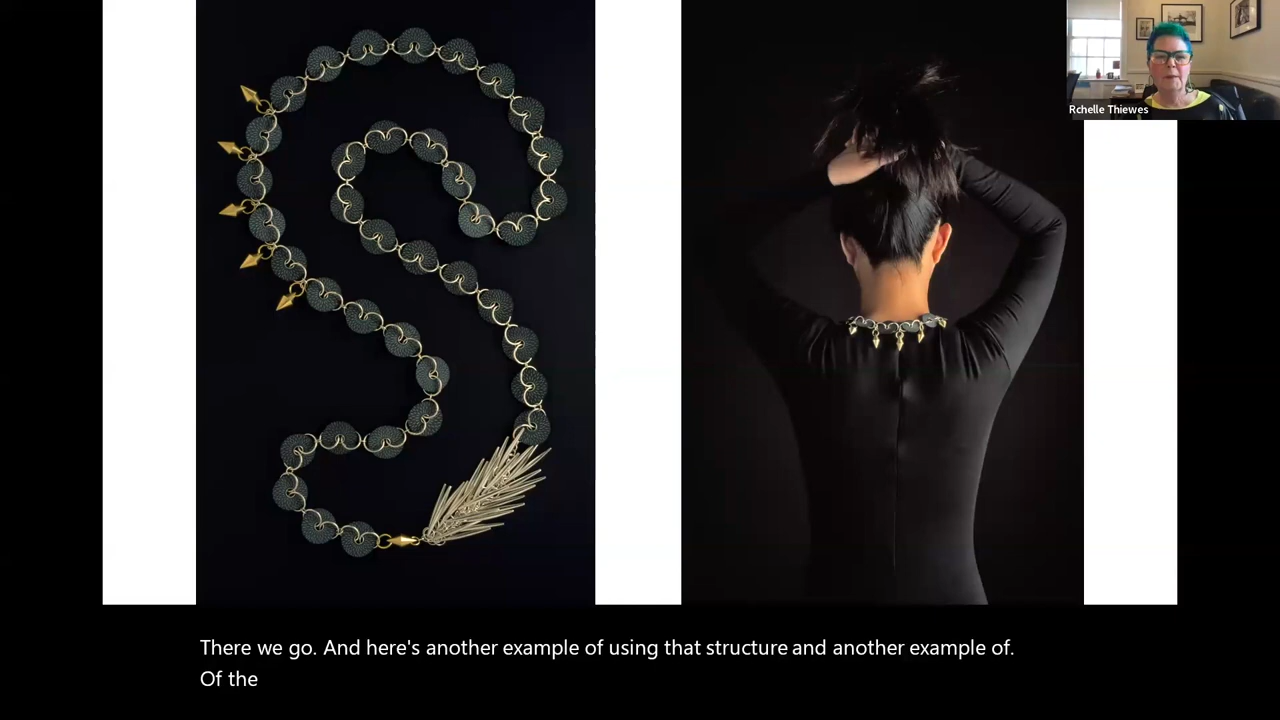 Rchelle Thiewes
There we go. And here's another example of using that structure and another example of.
Of the